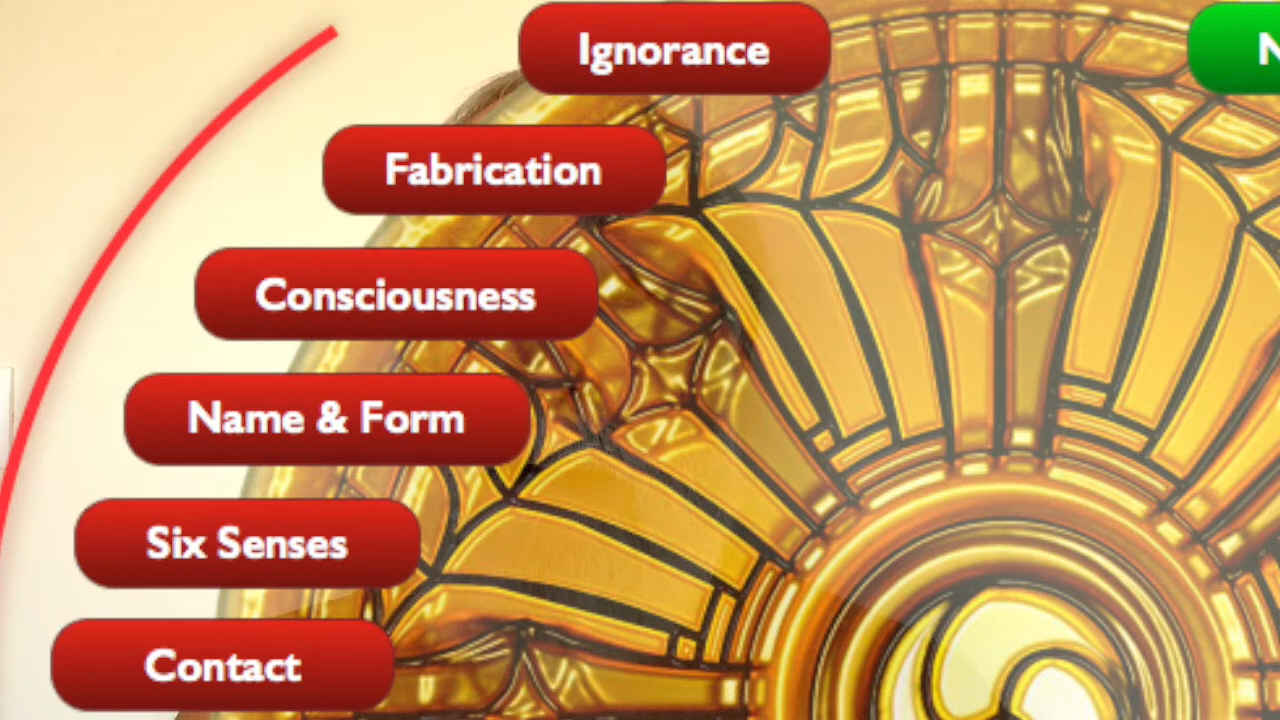 Ignorance
Fabrication
Consciousness
Name & Form
Six Senses
Contact